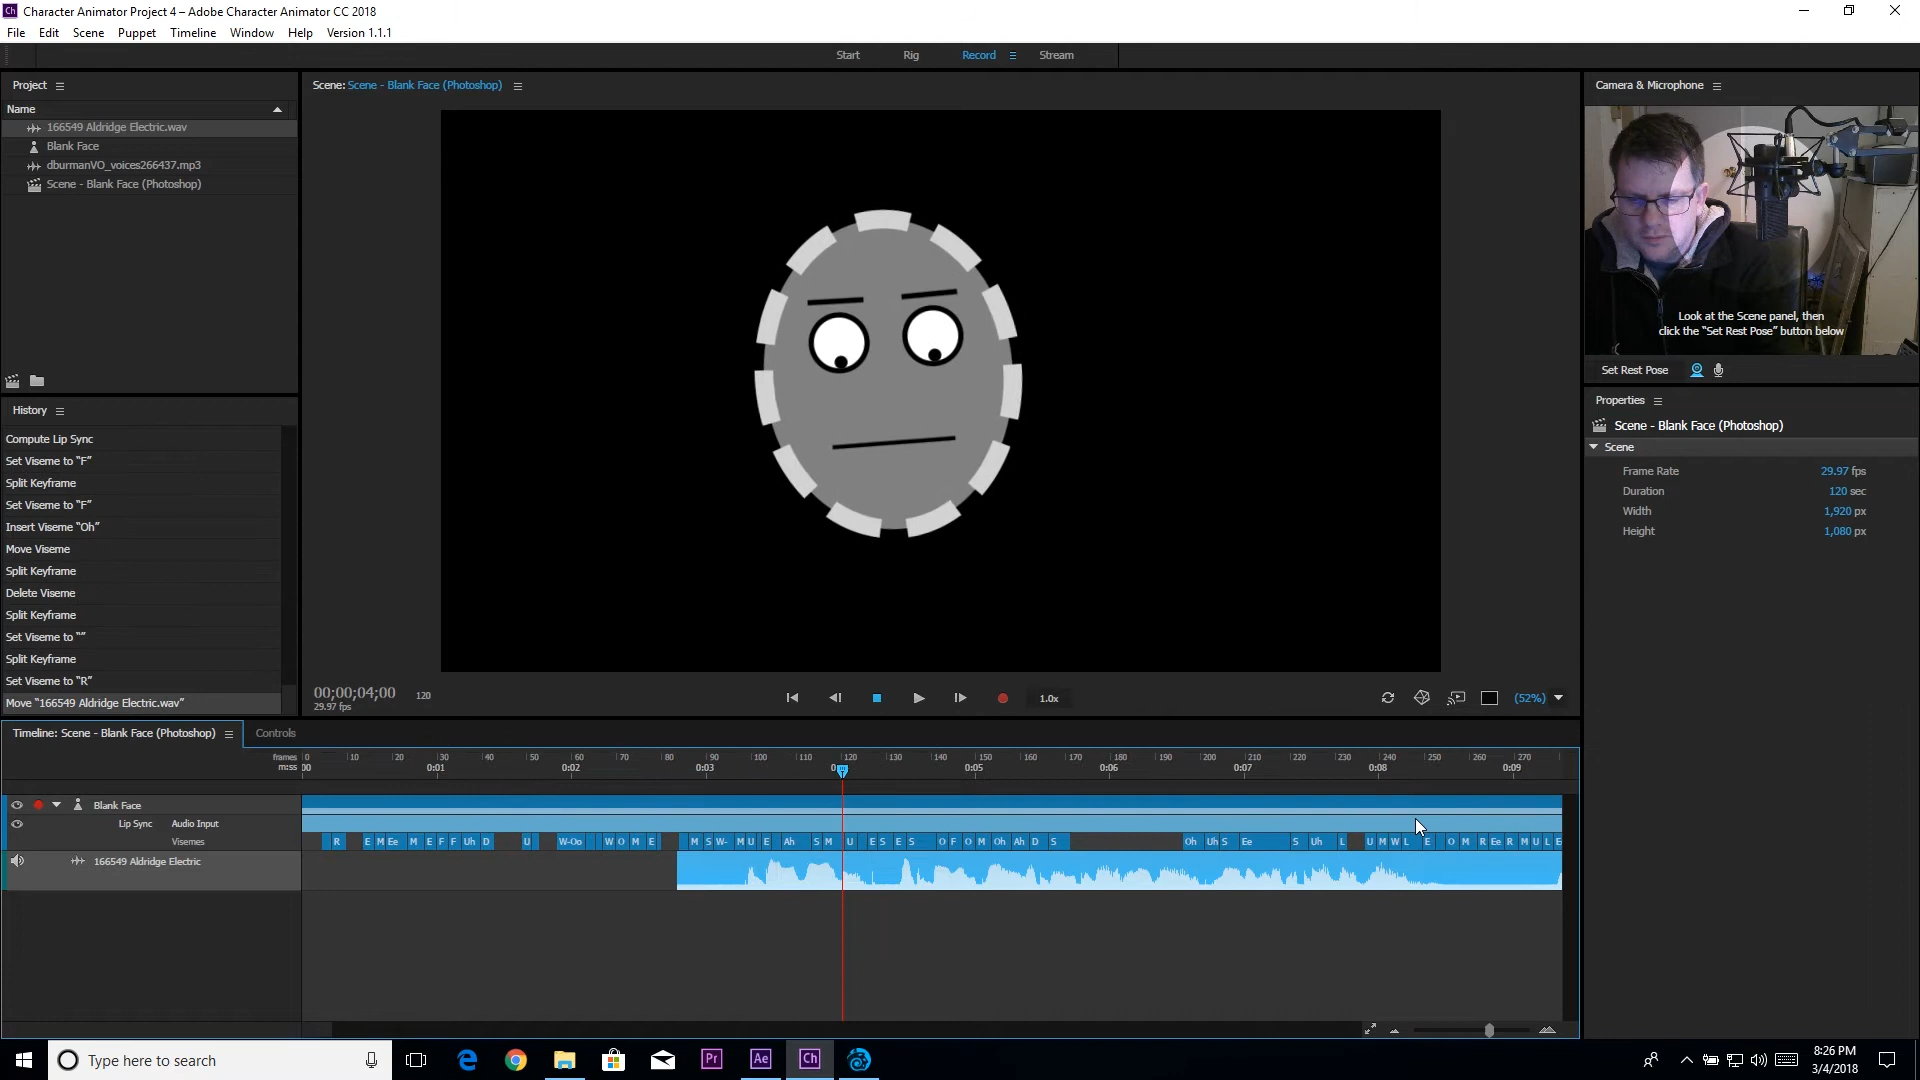 Ch Character Animator Project 4 – Adobe Character Animator CC 2018
File Edit Scene Puppet Timeline Window Help Version 1.1.1
Start Rig Record Stream
Project
Name
166549 Aldridge Electric.wav
Blank Face
dburmanVO_voices266437.mp3
Scene - Blank Face (Photoshop)
History
Compute Lip Sync
Set Viseme to “F”
Split Keyframe
Set Viseme to “F”
Insert Viseme “Oh”
Move Viseme
Split Keyframe
Delete Viseme
Split Keyframe
Set Viseme to “”
Split Keyframe
Set Viseme to “R”
Move “166549 Aldridge Electric.wav”
Scene: Scene - Blank Face (Photoshop)
00;00;04;00 120
29.97 fps
1.0x
(52%)
Camera & Microphone
Look at the Scene panel, then
click the “Set Rest Pose” button below
Set Rest Pose
Properties
Scene - Blank Face (Photoshop)
Scene
Frame Rate 29.97 fps
Duration 120 sec
Width 1,920 px
Height 1,080 px
Timeline: Scene - Blank Face (Photoshop) Controls
frames 0 10 20 30 40 50 60 70 80 90 100 110 120 130 140 150 160 170 180 190 200 210 220 230 240 250 260 270
m:ss 0:01 0:02 0:03 0:05 0:06 0:07 0:08 0:09
Blank Face
Lip Sync Audio Input
Visemes R E M Ee M E F F Uh D U W-Oo W O M E M S W- M U E Ah S M U E S E S O F O M Oh Ah D S Oh Uh S Ee S Uh L U M W L E O M R Ee R M U L
166549 Aldridge Electric
Type here to search
Pr Ae Ch
8:26 PM
3/4/2018